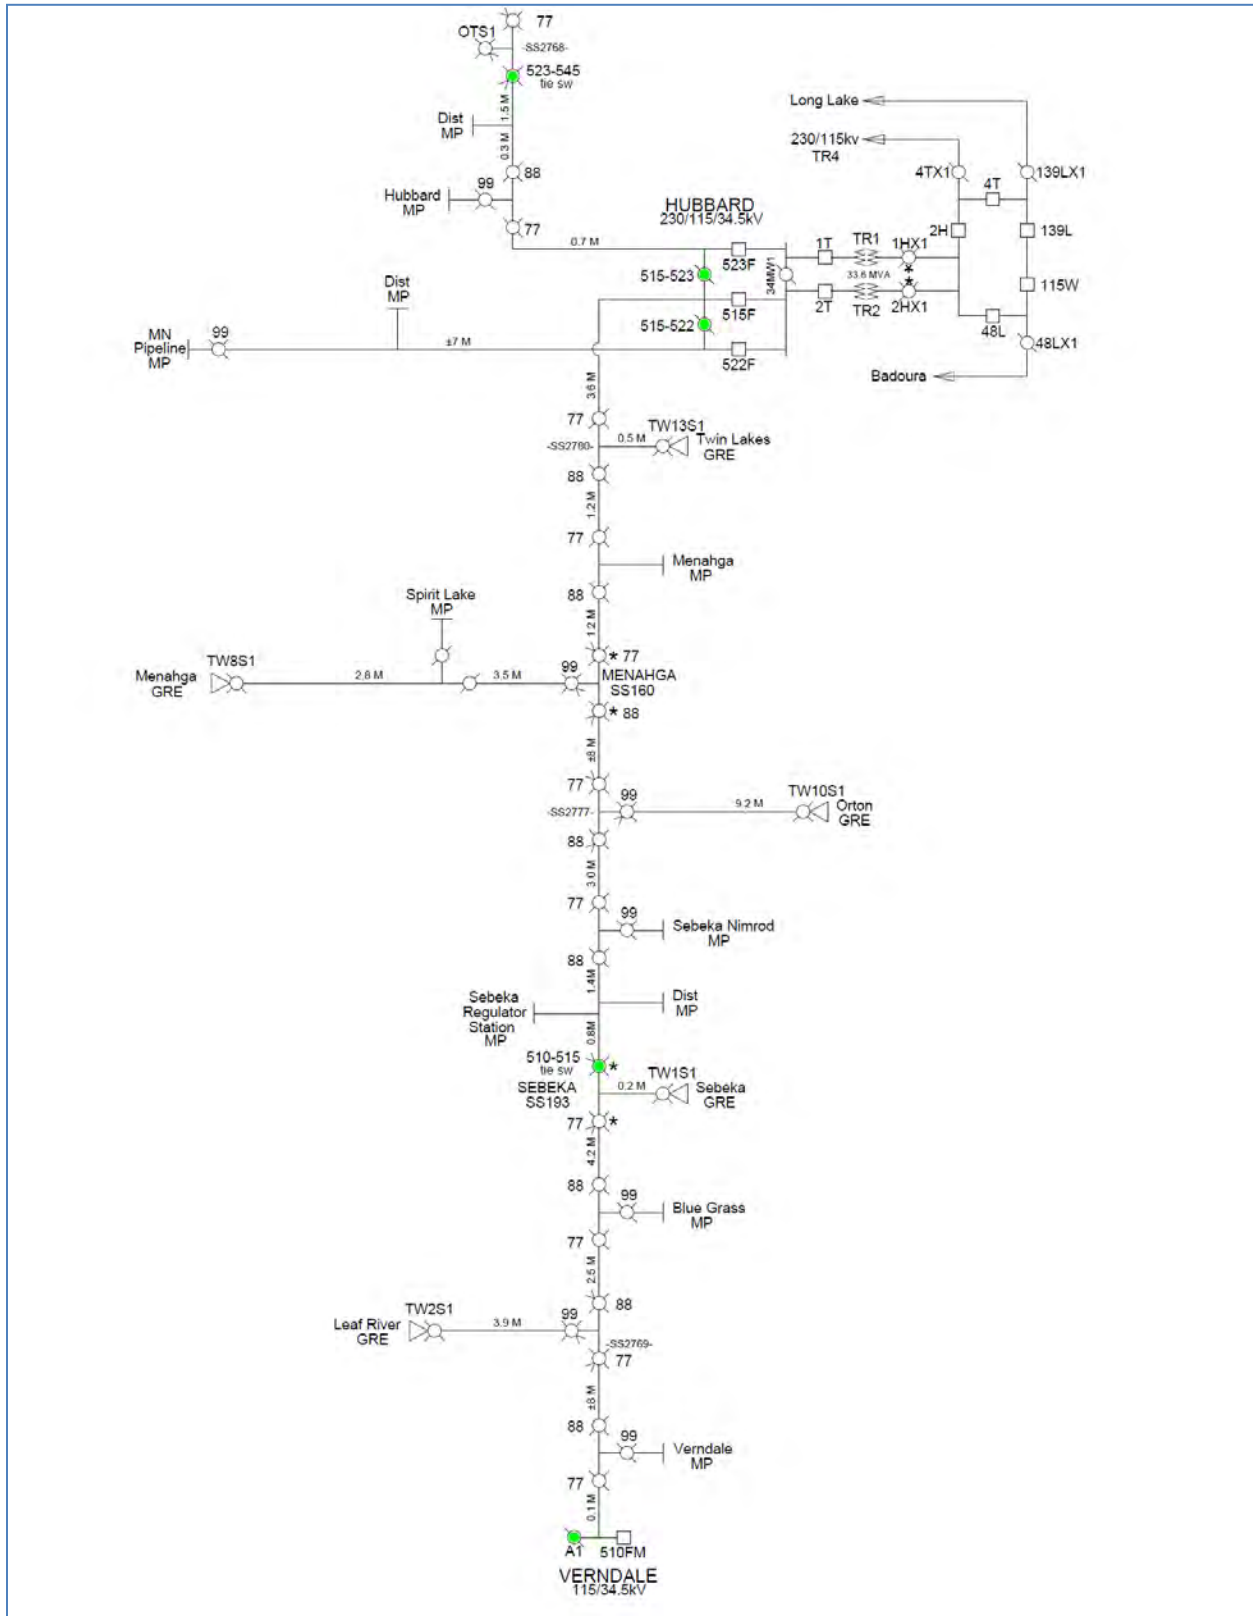 77
OTS1
-SS2768-
523-545
tie sw
1.5 M
Dist
MP
0.3 M
88
99
Hubbard
MP
77
0.7 M
HUBBARD
230/115/34.5kV
Long Lake
230/115kv
TR4
4TX1
139LX1
4T
2H
139L
1T
TR1
1HX1
523F
34MW1
33.6 MVA
*
*
115W
515-523
2T
TR2
2HX1
515F
515-522
48L
48LX1
522F
Badoura
Dist
MP
MN
Pipeline
MP
99
±7 M
3.6 M
77
TW13S1
-SS2780-
0.5 M
Twin Lakes
GRE
88
1.2 M
77
Menahga
MP
88
Spirit Lake
MP
1.2 M
* 77
TW8S1
Menahga
GRE
2.8 M
3.5 M
99
MENAHGA
SS160
* 88
±8 M
77
99
TW10S1
-SS2777-
9.2 M
Orton
GRE
88
3.0 M
77
99
Sebeka Nimrod
MP
88
1.4M
Dist
MP
Sebeka
Regulator
Station
MP
0.8M
510-515
tie sw
*
TW1S1
SEBEKA
SS193
0.2 M
Sebeka
GRE
77
*
4.2 M
88
99
Blue Grass
MP
77
2.5 M
88
TW2S1
99
Leaf River
GRE
3.9 M
-SS2769-
77
±8 M
88
99
Verndale
MP
77
0.1 M
A1
510FM
VERNDALE
115/34.5kV